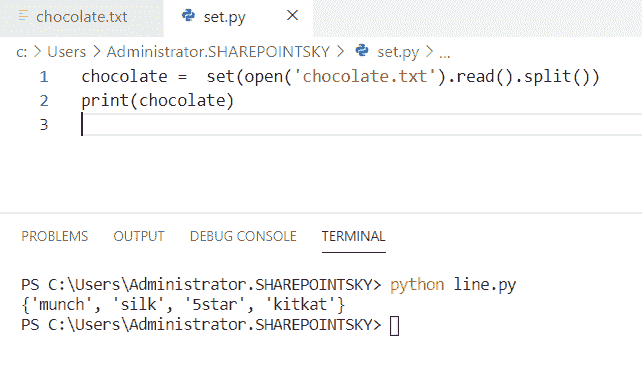 chocolate.txt set.py ×
c: > Users > Administrator.SHAREPOINTSKY > set.py > ...
1 chocolate =  set(open('chocolate.txt').read().split())
2 print(chocolate)
3
PROBLEMS OUTPUT DEBUG CONSOLE TERMINAL
PS C:\Users\Administrator.SHAREPOINTSKY> python line.py
{'munch', 'silk', '5star', 'kitkat'}
PS C:\Users\Administrator.SHAREPOINTSKY>